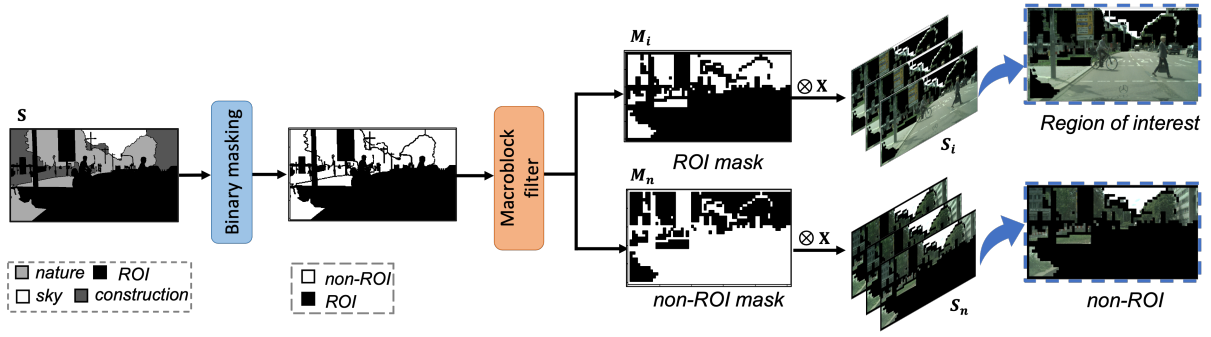 S
nature
ROI
sky
construction
Binary masking
non-ROI
ROI
Macroblock
filter
M_i
ROI mask
⊗ X
S_i
Region of interest
M_n
non-ROI mask
⊗ X
S_n
non-ROI